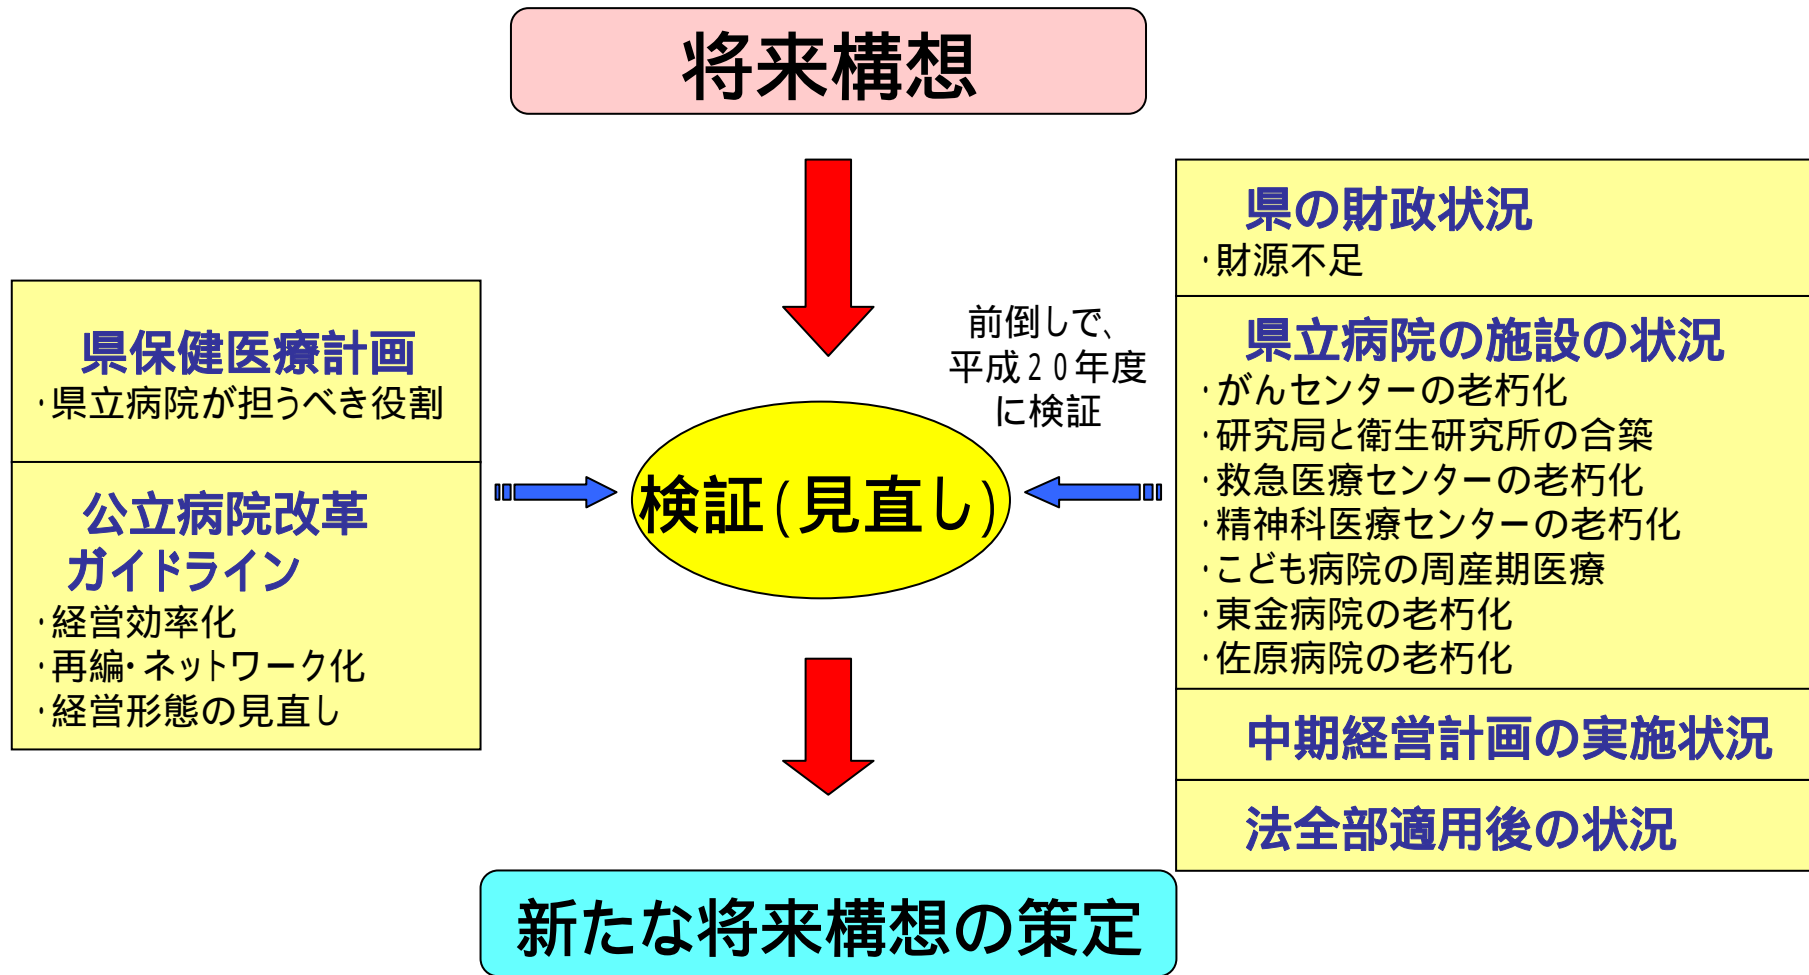 将来構想
県保健医療計画
・県立病院が担うべき役割
公立病院改革
ガイドライン
・経営効率化
・再編・ネットワーク化
・経営形態の見直し
前倒しで、
平成20年度
に検証
検証(見直し)
県の財政状況
・財源不足
県立病院の施設の状況
・がんセンターの老朽化
・研究局と衛生研究所の合築
・救急医療センターの老朽化
・精神科医療センターの老朽化
・こども病院の周産期医療
・東金病院の老朽化
・佐原病院の老朽化
中期経営計画の実施状況
法全部適用後の状況
新たな将来構想の策定